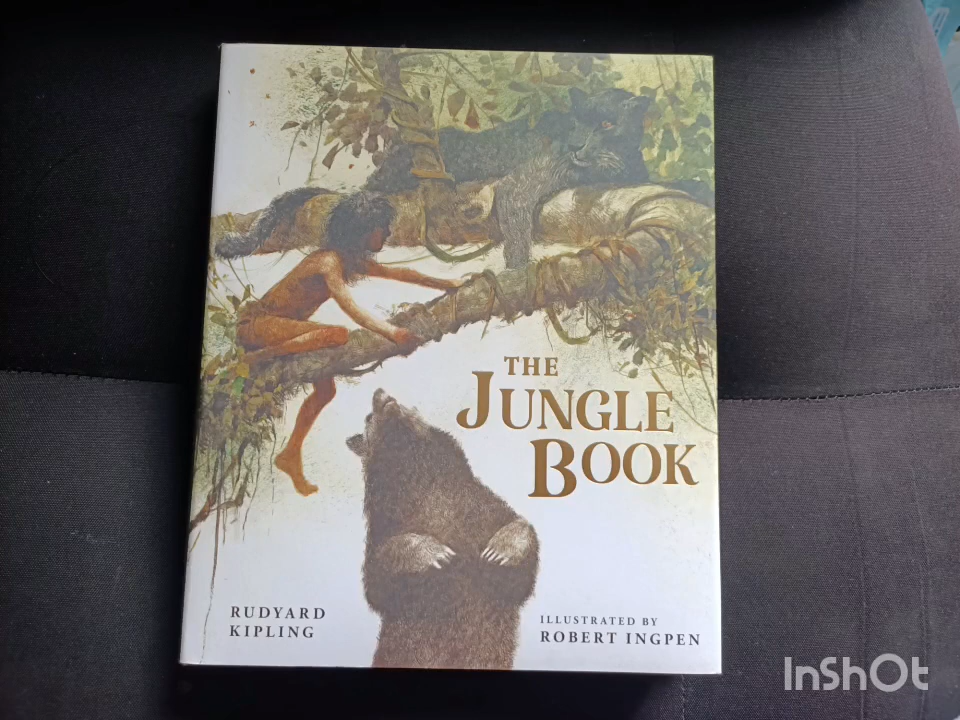 THE
JUNGLE
BOOK
RUDYARD
KIPLING
ILLUSTRATED BY
ROBERT INGPEN
InShOt